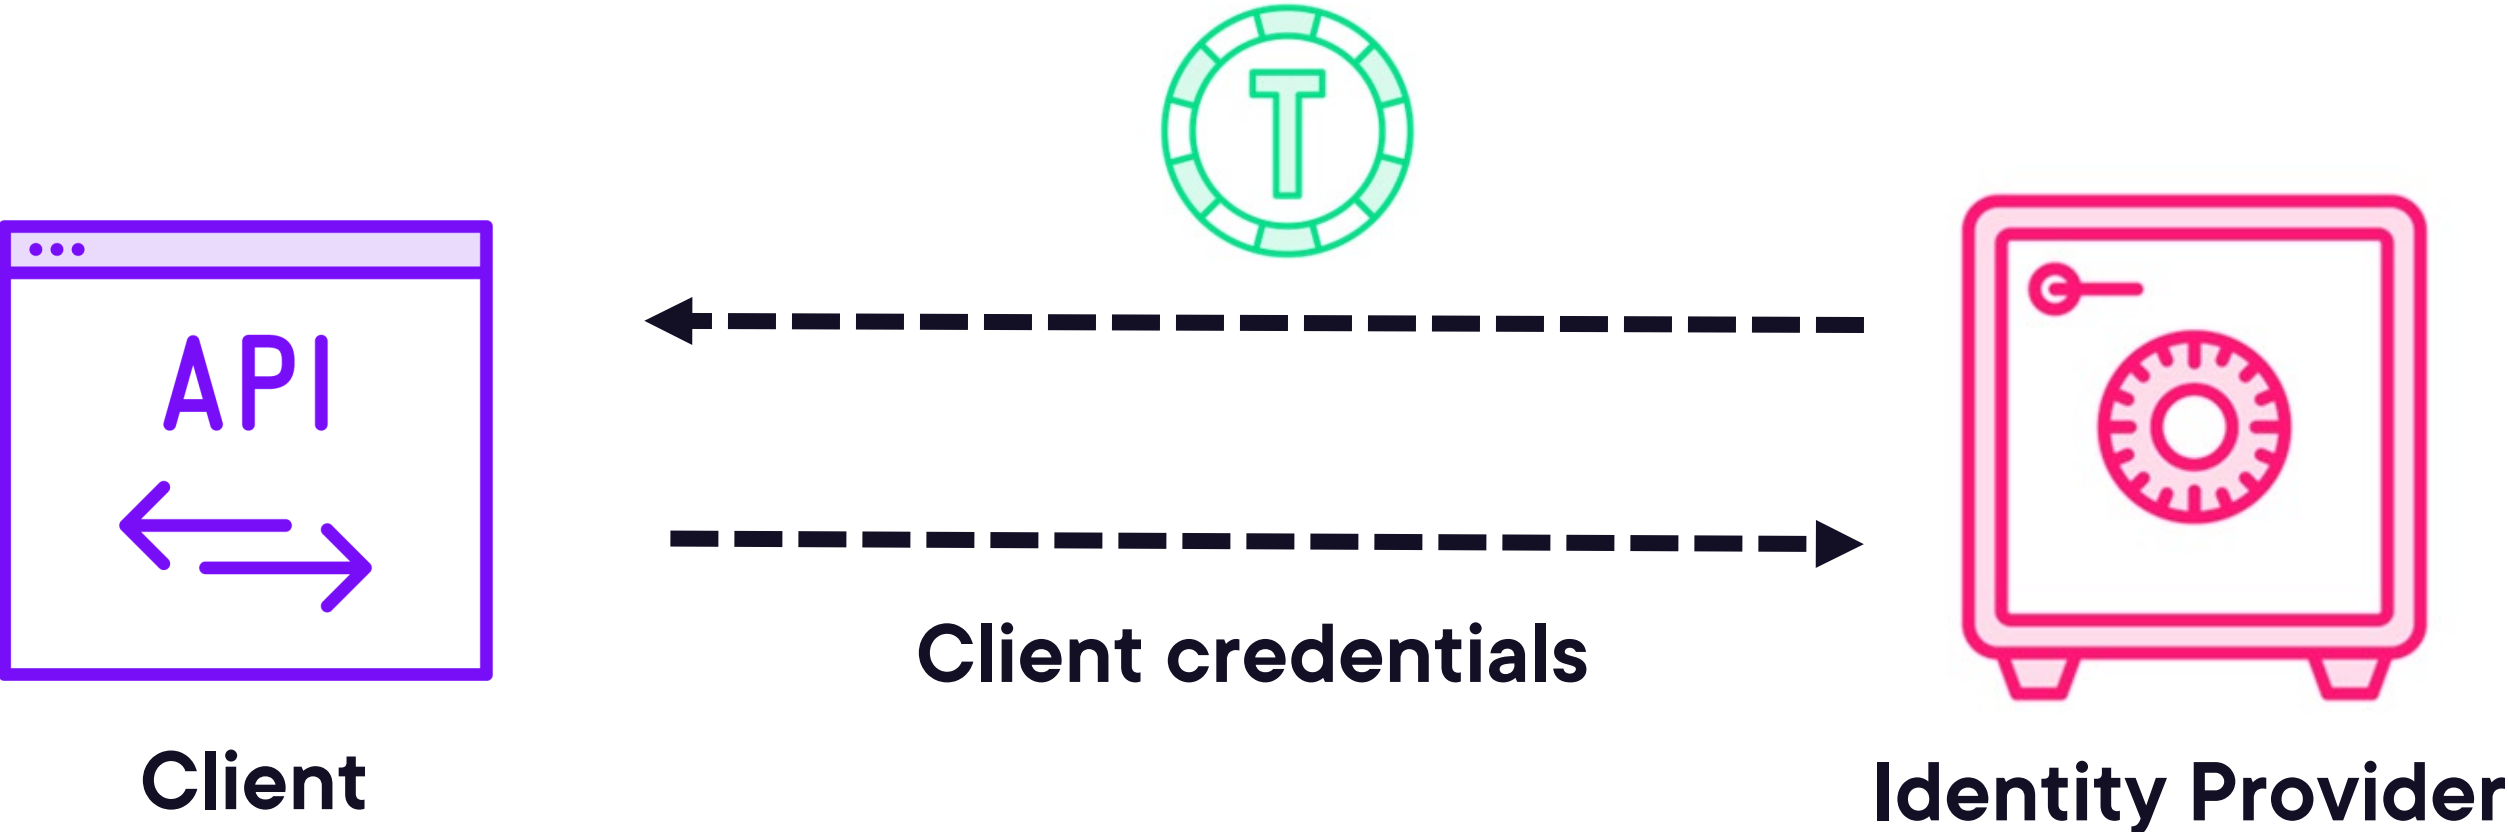 T
API
Client credentials
Client
Identity Provider